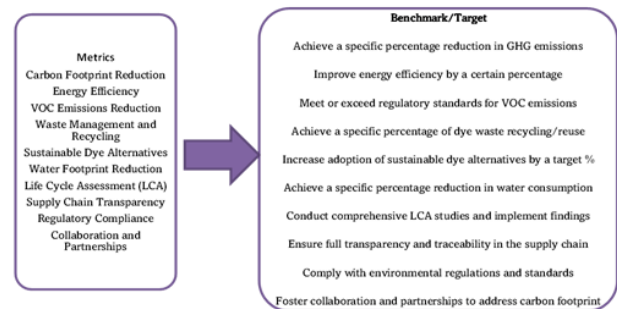 Metrics
Carbon Footprint Reduction
Energy Efficiency
VOC Emissions Reduction
Waste Management and
Recycling
Sustainable Dye Alternatives
Water Footprint Reduction
Life Cycle Assessment (LCA)
Supply Chain Transparency
Regulatory Compliance
Collaboration and
Partnerships
Benchmark/Target
Achieve a specific percentage reduction in GHG emissions
Improve energy efficiency by a certain percentage
Meet or exceed regulatory standards for VOC emissions
Achieve a specific percentage of dye waste recycling/reuse
Increase adoption of sustainable dye alternatives by a target %
Achieve a specific percentage reduction in water consumption
Conduct comprehensive LCA studies and implement findings
Ensure full transparency and traceability in the supply chain
Comply with environmental regulations and standards
Foster collaboration and partnerships to address carbon footprint